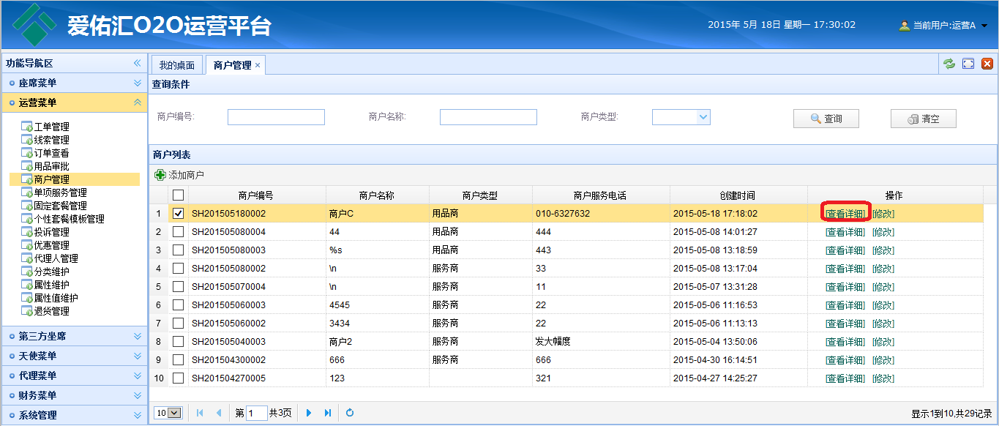 爱佑汇O2O运营平台
2015年 5月 18日 星期一 17:30:02
当前用户:运营A
功能导航区
座席菜单
运营菜单
工单管理
线索管理
订单查看
用品审批
商户管理
单项服务管理
固定套餐管理
个性套餐模板管理
投诉管理
优惠管理
代理人管理
分类维护
属性维护
属性值维护
退货管理
第三方坐席
天使菜单
代理菜单
财务菜单
系统管理
我的桌面 商户管理 ×
查询条件
商户编号: 商户名称: 商户类型: 查询 清空
商户列表
添加商户
商户编号 商户名称 商户类型 商户服务电话 创建时间 操作
1 SH201505180002 商户C 用品商 010-6327632 2015-05-18 17:18:02 [查看详细] [修改]
2 SH201505080004 44 用品商 444 2015-05-08 14:01:27 [查看详细] [修改]
3 SH201505080003 %s 用品商 443 2015-05-08 13:18:59 [查看详细] [修改]
4 SH201505080002 \n 服务商 33 2015-05-08 13:17:04 [查看详细] [修改]
5 SH201505070004 \n 服务商 11 2015-05-07 13:31:28 [查看详细] [修改]
6 SH201505060003 4545 服务商 22 2015-05-06 11:16:53 [查看详细] [修改]
7 SH201505060002 3434 服务商 22 2015-05-06 11:13:13 [查看详细] [修改]
8 SH201505040003 商户2 服务商 发大幅度 2015-05-04 13:50:06 [查看详细] [修改]
9 SH201504300002 666 服务商 666 2015-04-30 16:14:51 [查看详细] [修改]
10 SH201504270005 123 321 2015-04-27 14:25:27 [查看详细] [修改]
10 第 1 共3页 显示1到10,共29记录